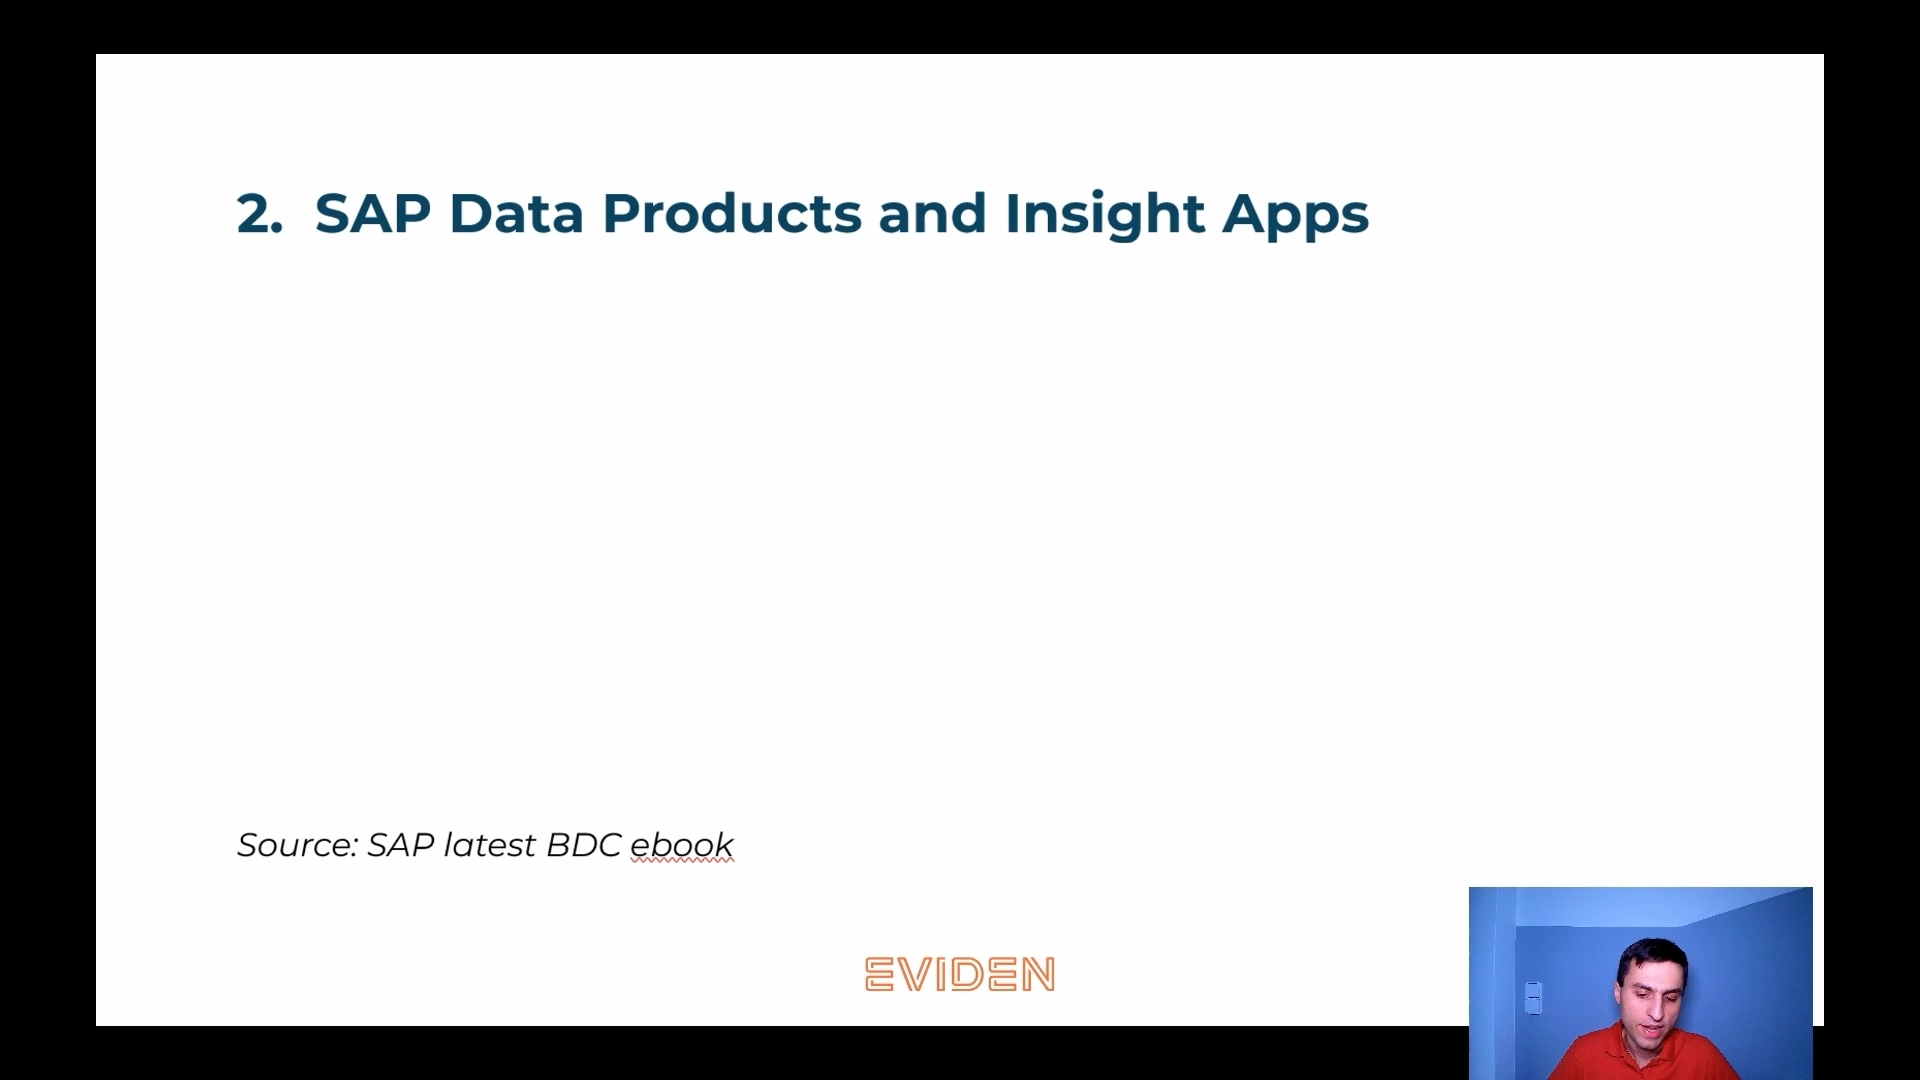 2. SAP Data Products and Insight Apps
Source: SAP latest BDC ebook
EVIDEN